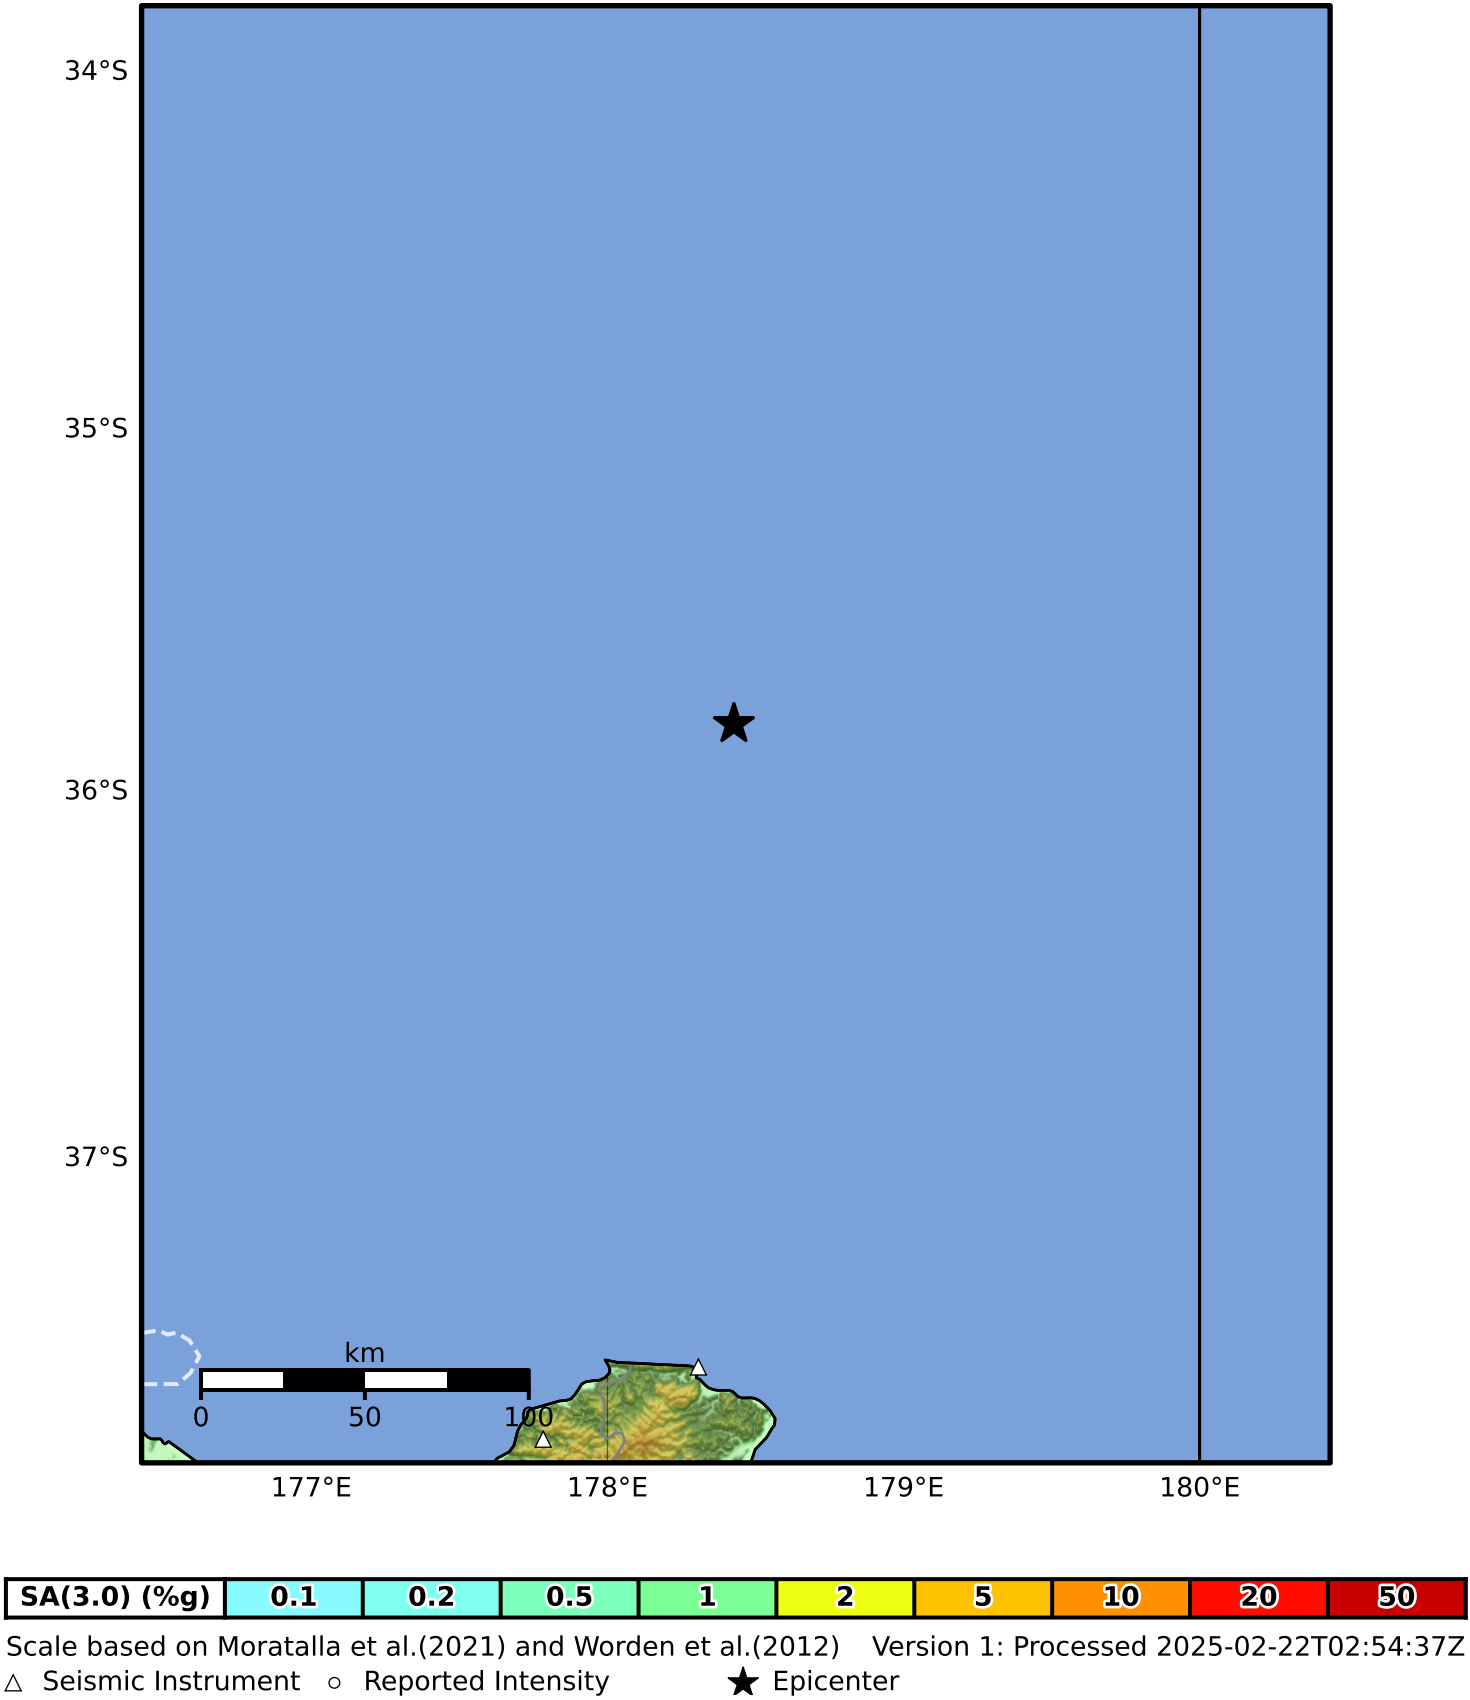 34°S
35°S
36°S
37°S
km
0 50 100
177°E 178°E 179°E 180°E
SA(3.0) (%g) 0.1 0.2 0.5 1 2 5 10 20 50
Scale based on Moratalla et al.(2021) and Worden et al.(2012) Version 1: Processed 2025-02-22T02:54:37Z
Seismic Instrument Reported Intensity Epicenter